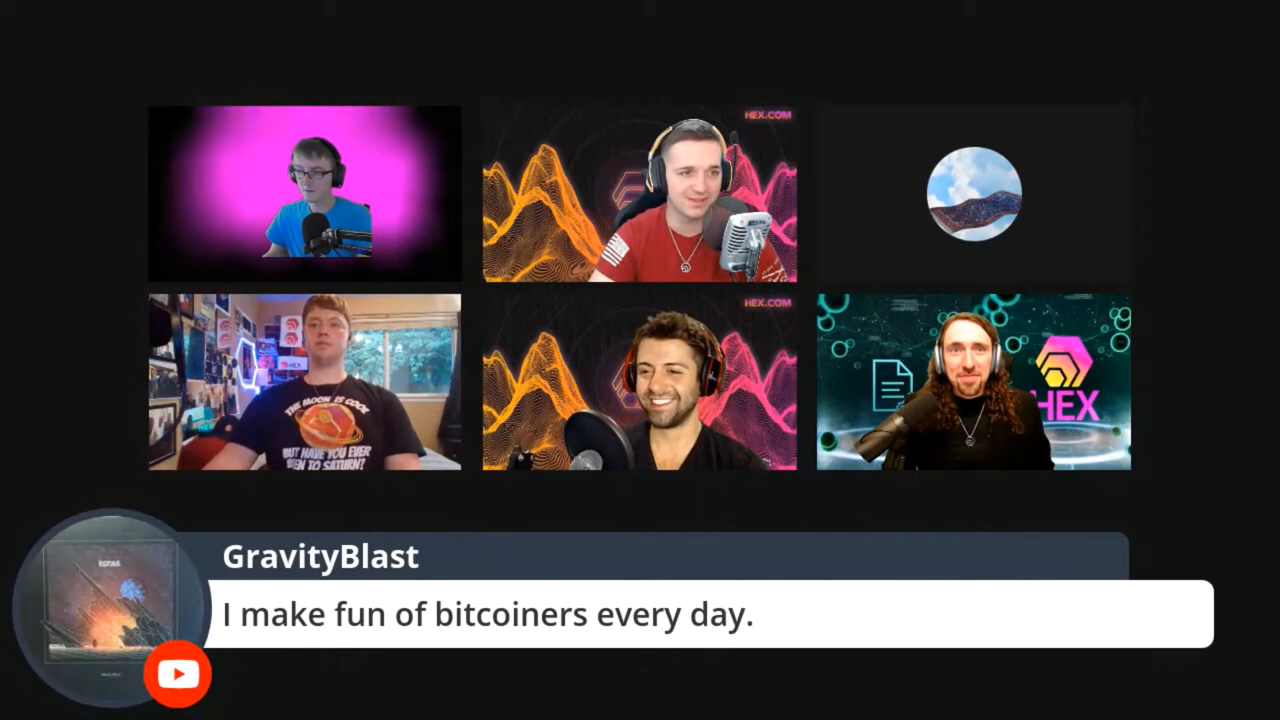 HEX.COM
HEX
THE MOON IS COOL
BUT HAVE YOU EVER
BEEN TO SATURN?
HEX.COM
HEX
GravityBlast
I make fun of bitcoiners every day.